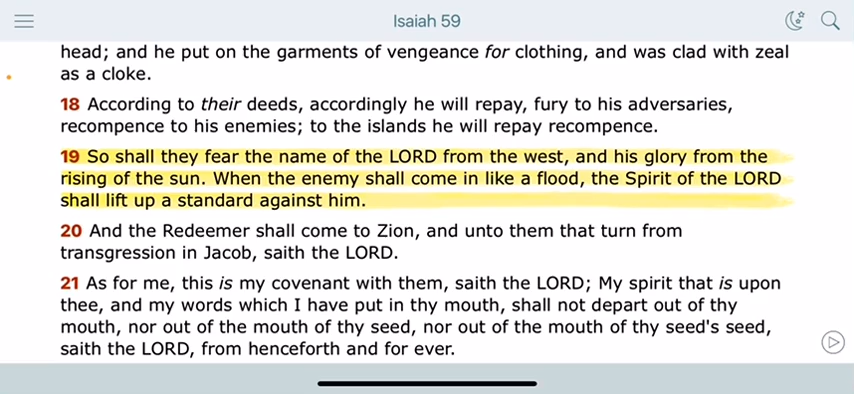 Isaiah 59
head; and he put on the garments of vengeance for clothing, and was clad with zeal
as a cloke.
18 According to their deeds, accordingly he will repay, fury to his adversaries,
recompence to his enemies; to the islands he will repay recompence.
19 So shall they fear the name of the LORD from the west, and his glory from the
rising of the sun. When the enemy shall come in like a flood, the Spirit of the LORD
shall lift up a standard against him.
20 And the Redeemer shall come to Zion, and unto them that turn from
transgression in Jacob, saith the LORD.
21 As for me, this is my covenant with them, saith the LORD; My spirit that is upon
thee, and my words which I have put in thy mouth, shall not depart out of thy
mouth, nor out of the mouth of thy seed, nor out of the mouth of thy seed's seed,
saith the LORD, from henceforth and for ever.